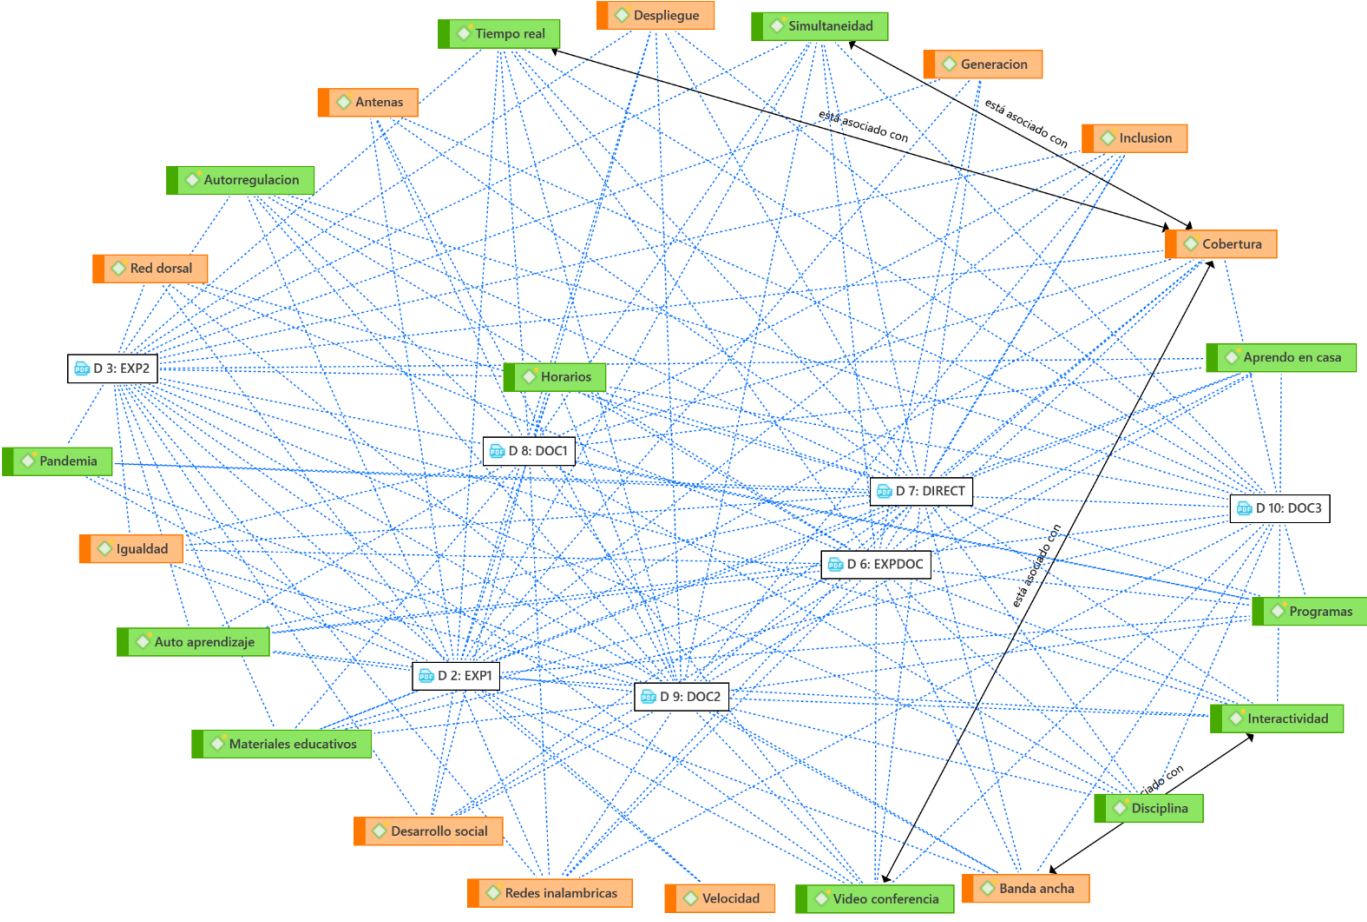 Despliegue
Tiempo real
Simultaneidad
Generacion
Antenas
está asociado con
está asociado con
Inclusion
Autorregulacion
Cobertura
Red dorsal
Aprendo en casa
D 3: EXP2
Horarios
D 8: DOC1
Pandemia
D 7: DIRECT
D 10: DOC3
Igualdad
D 6: EXPDOC
está asociado con
Programas
Auto aprendizaje
D 2: EXP1
D 9: DOC2
Interactividad
Materiales educativos
con
Disciplina
Desarrollo social
Banda ancha
Redes inalambricas
Velocidad
Video conferencia